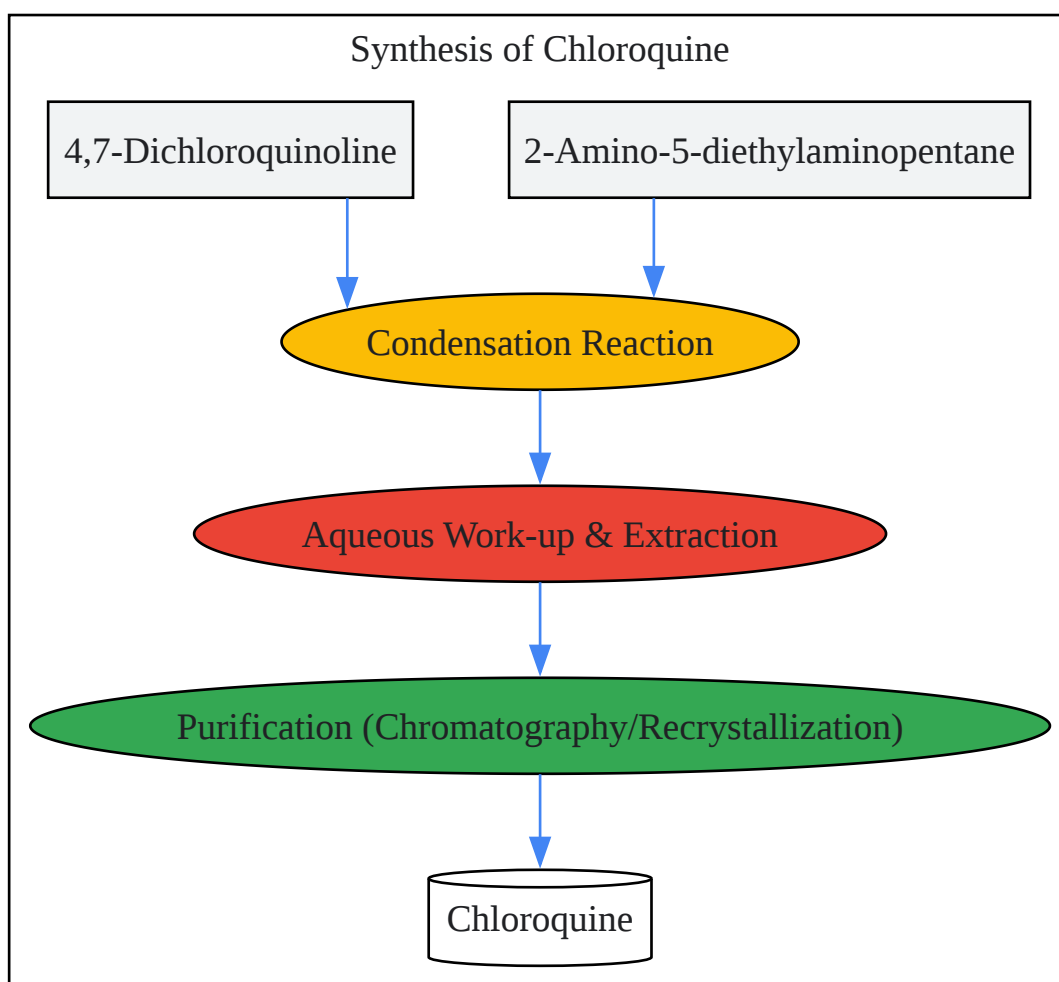 Synthesis of Chloroquine
4,7-Dichloroquinoline
2-Amino-5-diethylaminopentane
Condensation Reaction
Aqueous Work-up & Extraction
Purification (Chromatography/Recrystallization)
Chloroquine